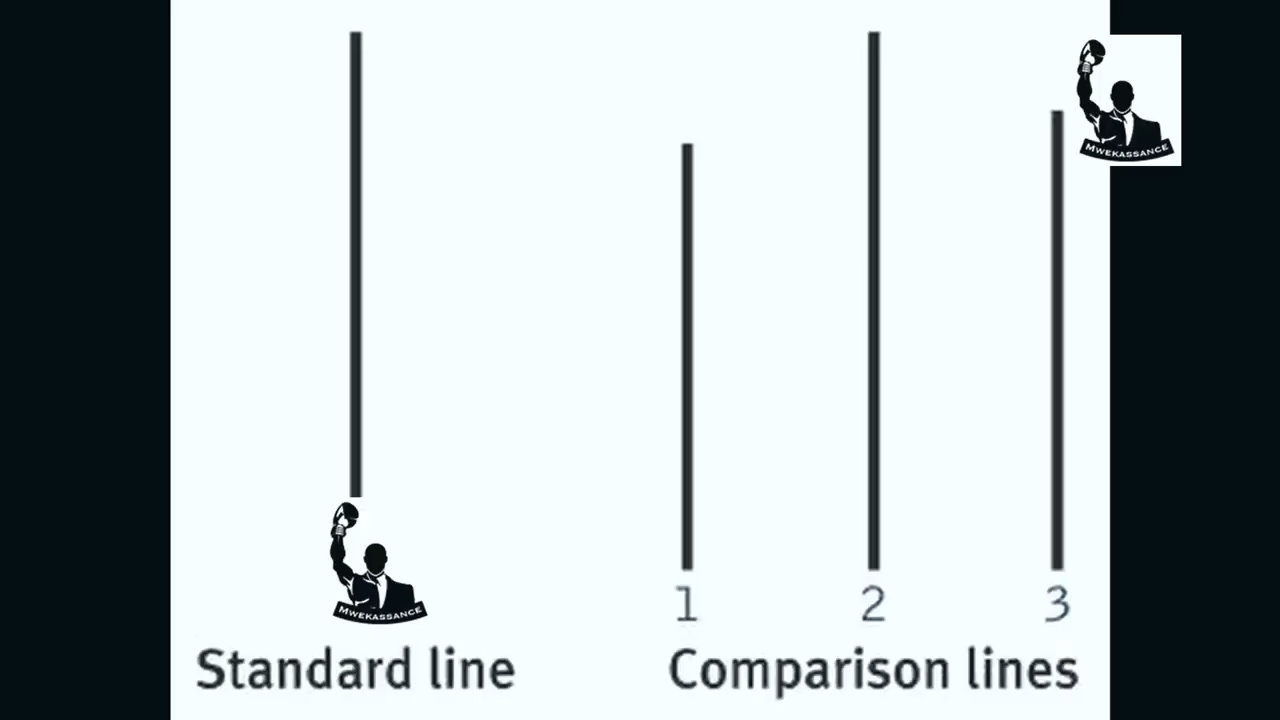 MWEKASSANCE
MWEKASSANCE
1 2 3
Standard line
Comparison lines